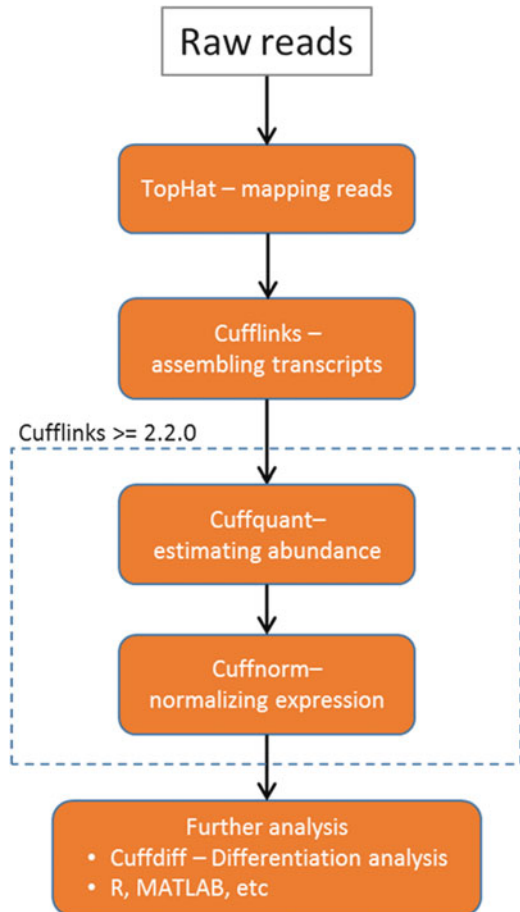 Raw reads
TopHat – mapping reads
Cufflinks –
assembling transcripts
Cufflinks >= 2.2.0
Cuffquant–
estimating abundance
Cuffnorm–
normalizing expression
Further analysis
• Cuffdiff – Differentiation analysis
• R, MATLAB, etc